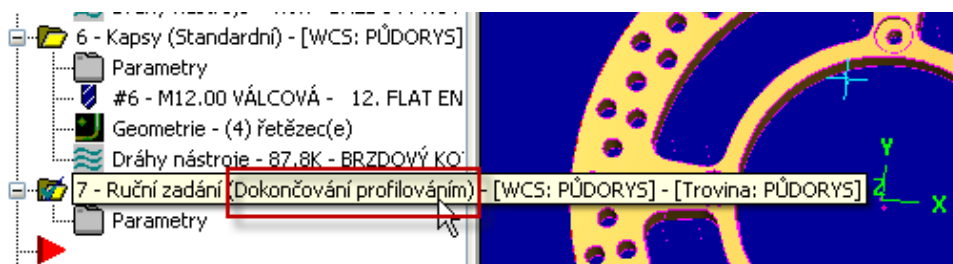 6 - Kapsy (Standardní) - [WCS: PŮDORYS]
Parametry
#6 - M12.00 VÁLCOVÁ - 12. FLAT EN
Geometrie - (4) řetězec(e)
Dráhy nástroje - 87.8K - BRZDOVÝ KO
7 - Ruční zadání (Dokončování profilováním) - [WCS: PŮDORYS] - [Trovina: PŮDORYS]
Parametry
Y
Z
X